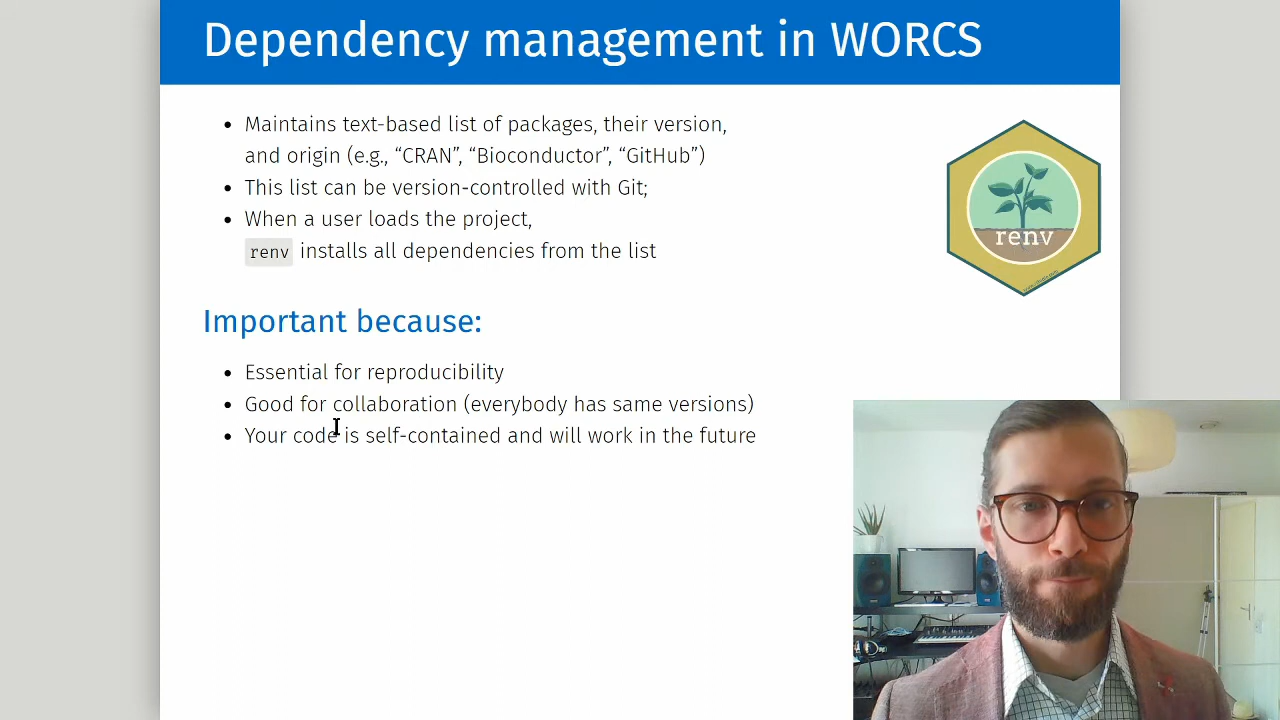 Dependency management in WORCS
Maintains text-based list of packages, their version,
and origin (e.g., “CRAN”, “Bioconductor”, “GitHub”)
This list can be version-controlled with Git;
When a user loads the project,
renv installs all dependencies from the list
renv
Important because:
Essential for reproducibility
Good for collaboration (everybody has same versions)
Your code is self-contained and will work in the future